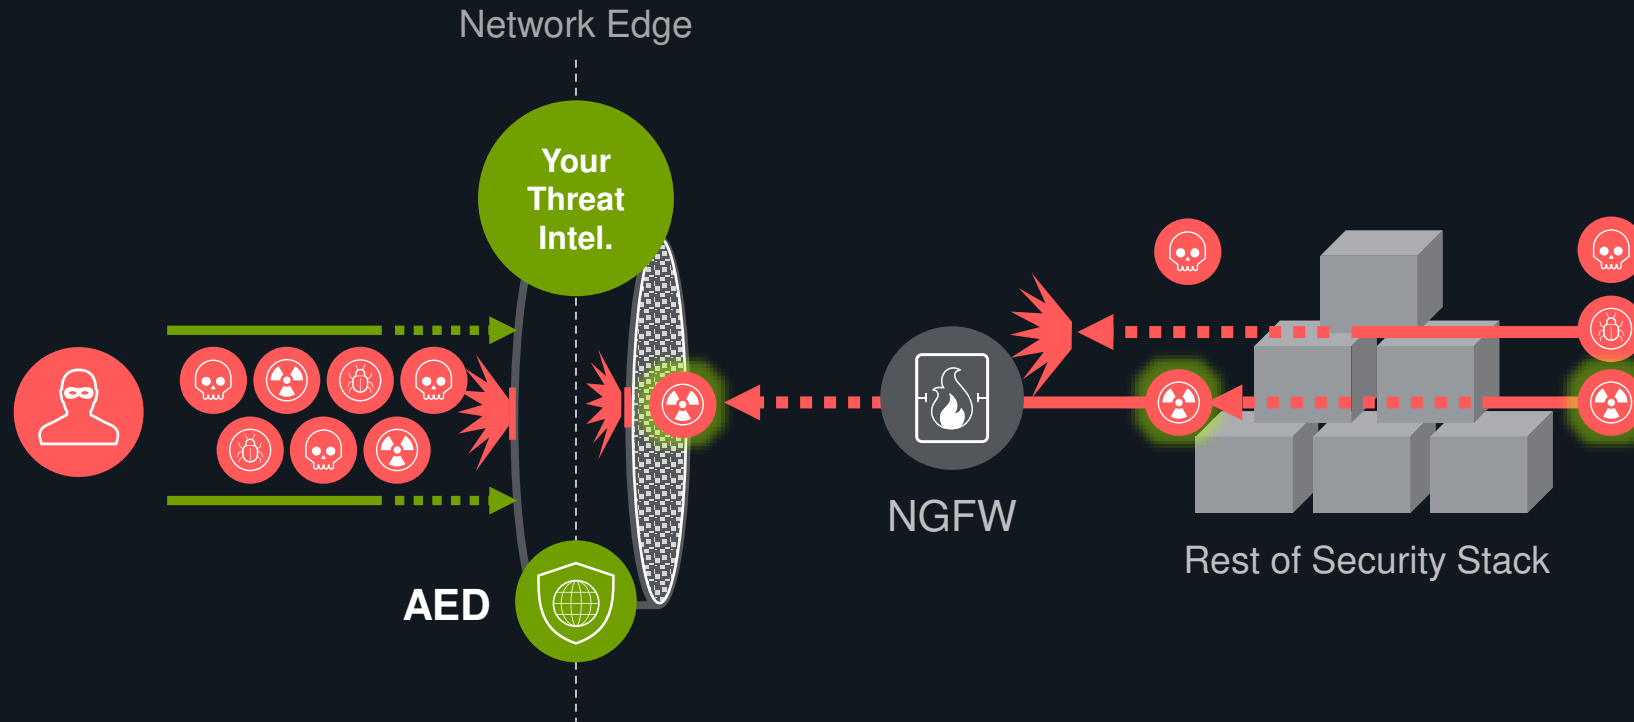 Network Edge
Your
Threat
Intel.
NGFW
Rest of Security Stack
AED